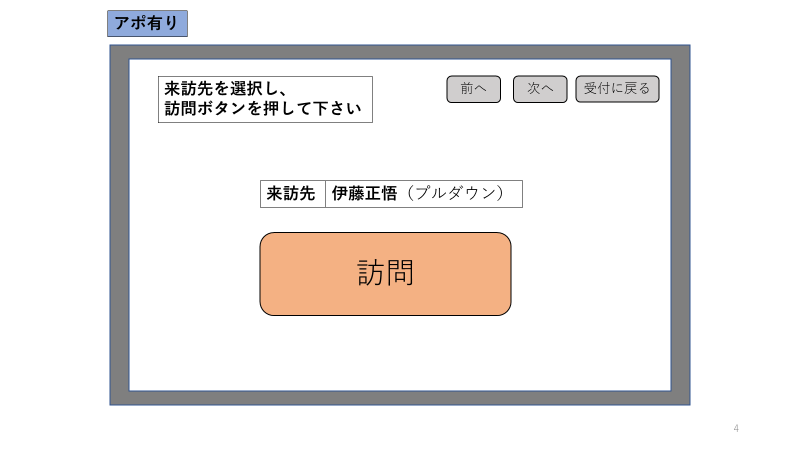 アポ有り
来訪先を選択し、
訪問ボタンを押して下さい
前へ
次へ
受付に戻る
来訪先 伊藤正悟（プルダウン）
訪問
4